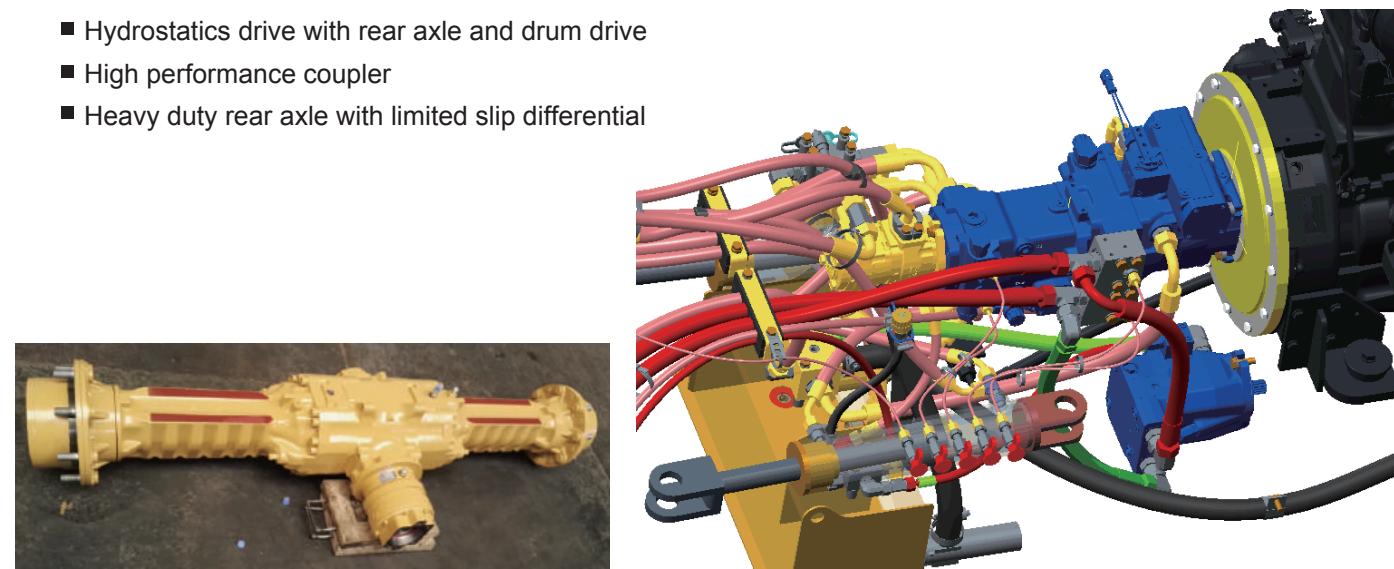 Hydrostatics drive with rear axle and drum drive
High performance coupler
Heavy duty rear axle with limited slip differential